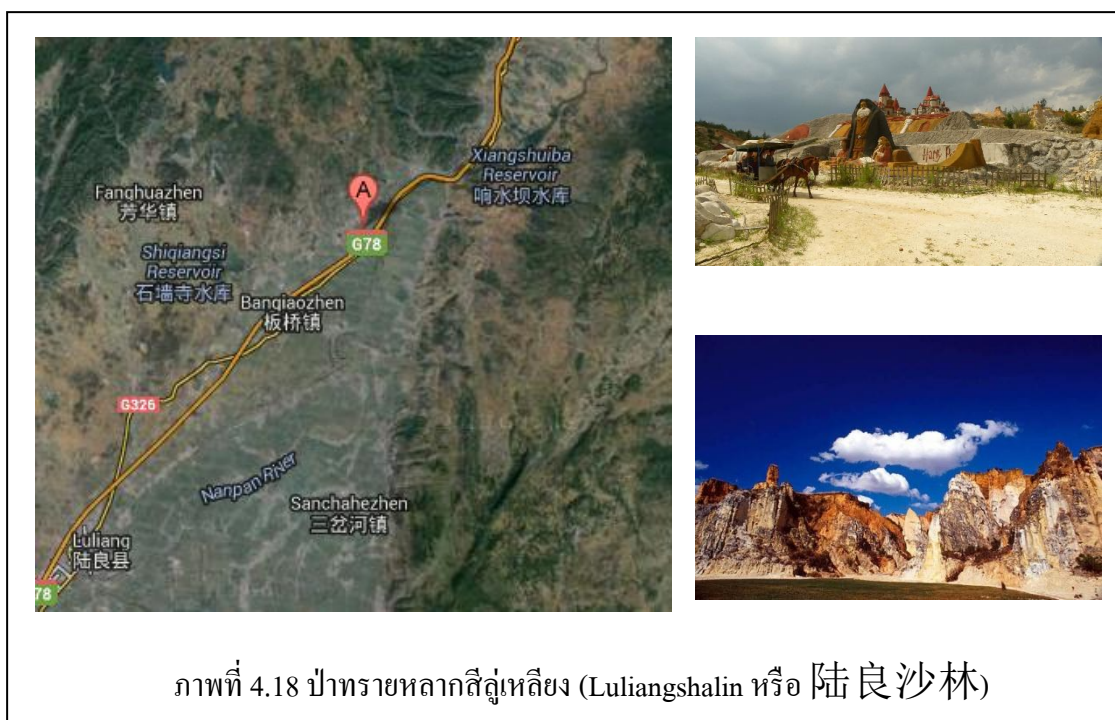 Xiangshuiba
Reservoir
响水坝水库
Fanghuazhen
芳华镇
A
G78
Shiqiangsi
Reservoir
石墙寺水库
Banqiaozhen
板桥镇
G326
Nanpan River
Sanchahezhen
三岔河镇
Luliang
陆良县
78
ภาพที่ 4.18 ป่าทรายหลากสีลู่เหลียง (Luliangshalin หรือ 陆良沙林)